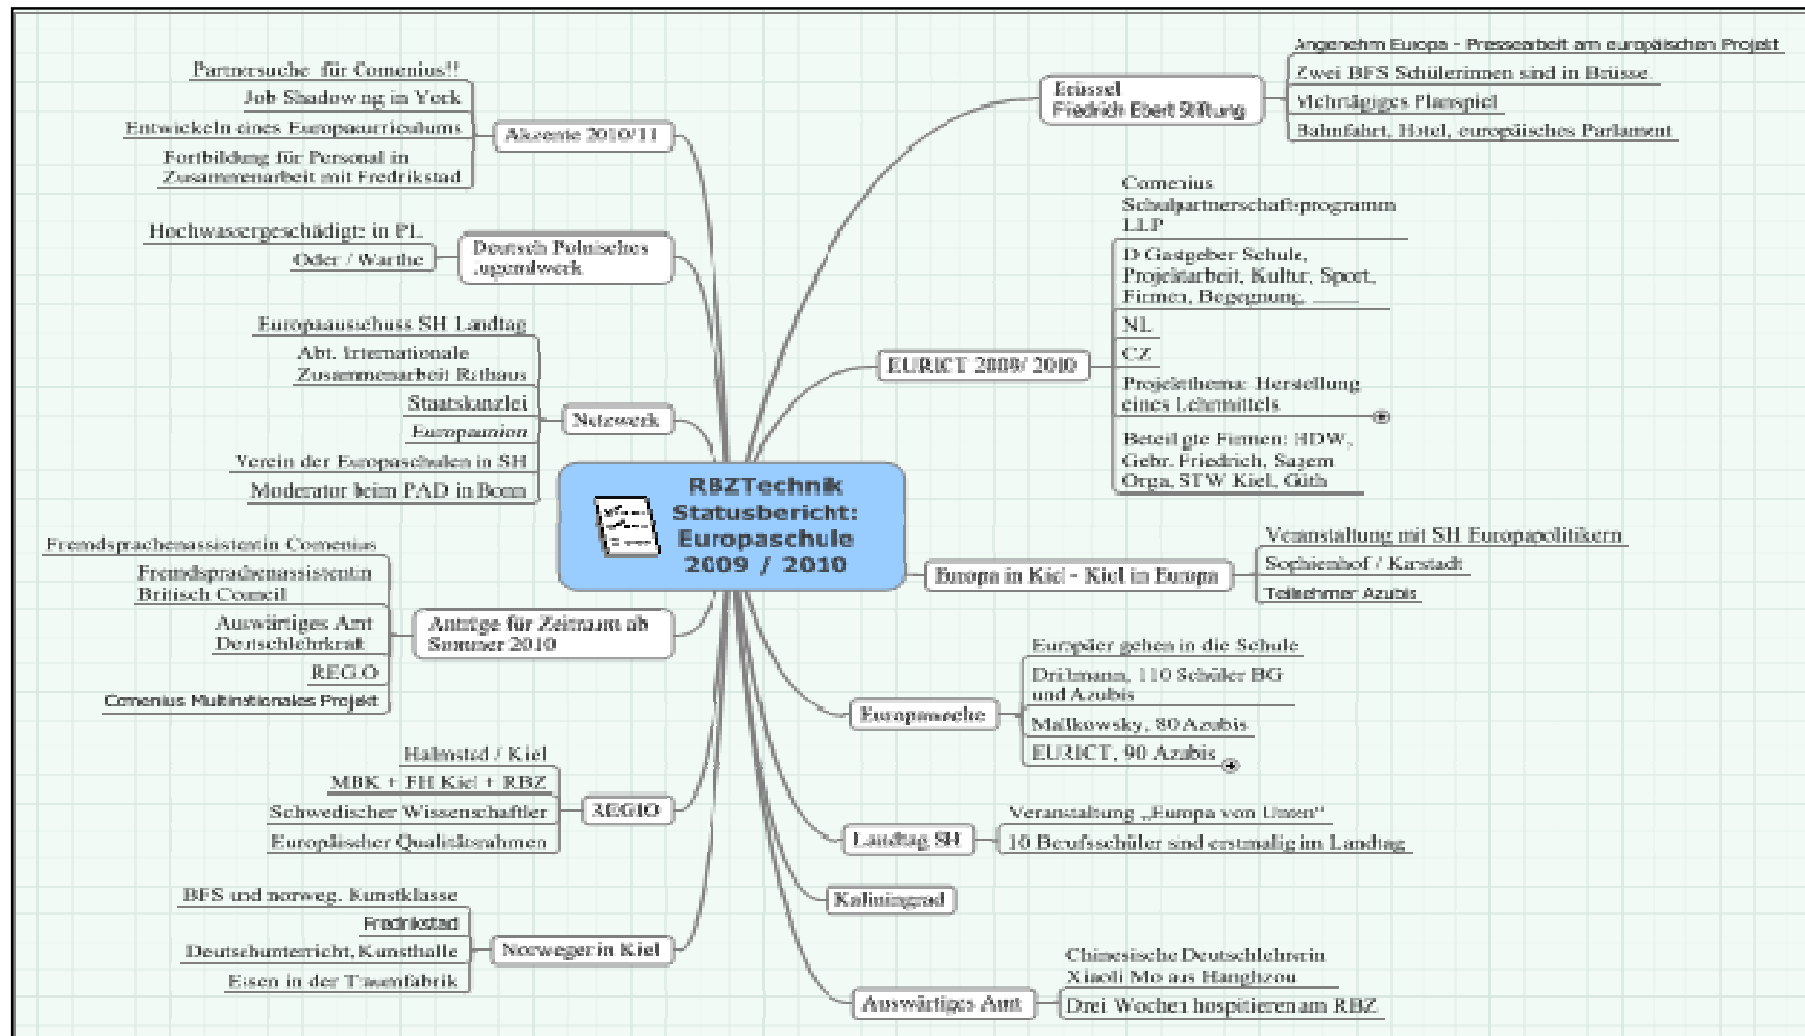 RBZTechnik
Statusbericht:
Europaschule
2009 / 2010
Akzente 2010/11
Partnersuche für Comenius!!
Job Shadowing in York
Entwickeln eines Europacurriculums
Fortbildung für Personal in
Zusammenarbeit mit Fredrikstad
Deutsch Polnisches
Jugendwerk
Hochwassergeschädigte in PL
Oder / Warthe
Netzwerk
Europaausschuss SH Landtag
Abt. Internationale
Zusammenarbeit Rathaus
Staatskanzlei
Europaunion
Verein der Europaschulen in SH
Moderator beim PAD in Bonn
Anträge für Zeitraum ab
Sommer 2010
Fremdsprachenassistentin Comenius
Fremdsprachenassistentin
British Council
Auswärtiges Amt
Deutschlehrkraft
REGIO
Comenius Multinationales Projekt
REGIO
Halmstad / Kiel
MBK + FH Kiel + RBZ
Schwedischer Wissenschaftler
Europäischer Qualitätsrahmen
Norweger in Kiel
BFS und norweg. Kunstklasse
Fredrikstad
Deutschunterricht, Kunsthalle
Essen in der Traumfabrik
Brüssel
Friedrich Ebert Stiftung
Angenehm Europa - Pressearbeit am europäischen Projekt
Zwei BFS Schülerinnen sind in Brüssel
Mehrtägiges Planspiel
Bahnfahrt, Hotel, europäisches Parlament
EURICT 2009/ 2010
Comenius
Schulpartnerschaftsprogramm
LLP
D Gastgeber Schule,
Projektarbeit, Kultur, Sport,
Firmen, Begegnung, ____
NL
CZ
Projektthema: Herstellung
eines Lehrmittels
Beteiligte Firmen: HDW,
Gebr. Friedrich, Sagem
Orga, STW Kiel, Güth
Europa in Kiel - Kiel in Europa
Veranstaltung mit SH Europapolitikern
Sophienhof / Karstadt
Teilnehmer Azubis
Europawoche
Europäer gehen in die Schule
110 Schüler BG
und Azubis
80 Azubis
EURICT, 90 Azubis
Landtag SH
Veranstaltung „Europa von Unten“
10 Berufsschüler sind erstmalig im Landtag
Kaliningrad
Auswärtiges Amt
Chinesische Deutschlehrerin
Xiaoli Mo aus Hanghzou
Drei Wochen hospitieren am RBZ